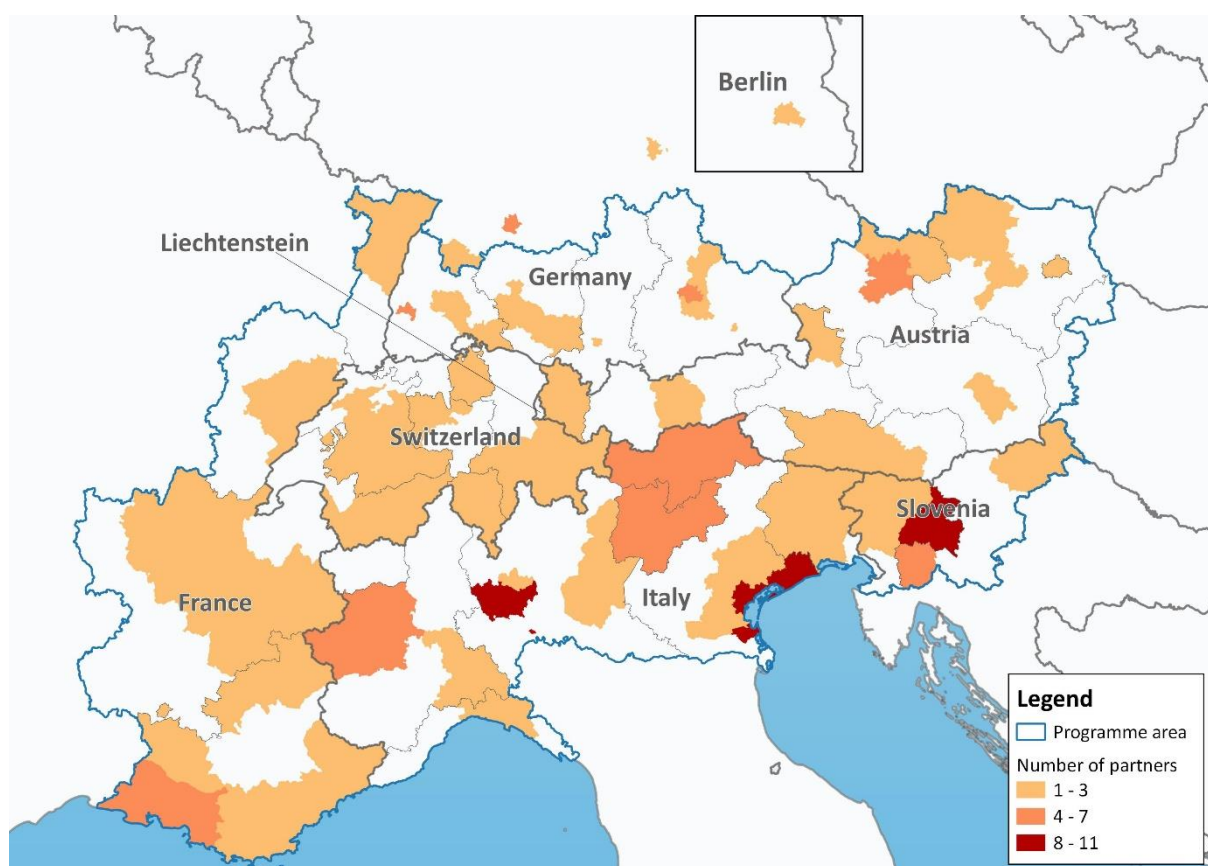 Berlin
Liechtenstein
Germany
Austria
Switzerland
Slovenia
France
Italy
Legend
Programme area
Number of partners
1 - 3
4 - 7
8 - 11